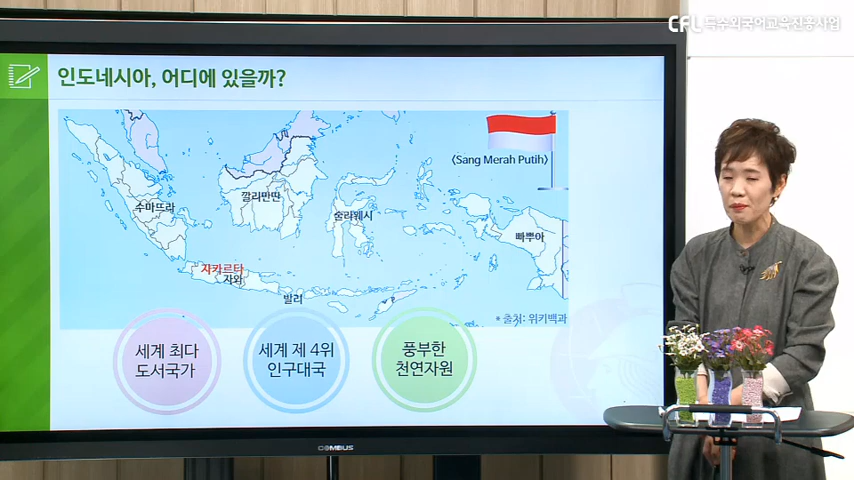 CFL 특수외국어교육진흥사업
인도네시아, 어디에 있을까?
<Sang Merah Putih>
수마뜨라
깔리만딴
술라웨시
빠뿌아
자카르타
자와
발리
*출처: 위키백과
세계 최다
도서국가
세계 제 4위
인구대국
풍부한
천연자원
COMBUS